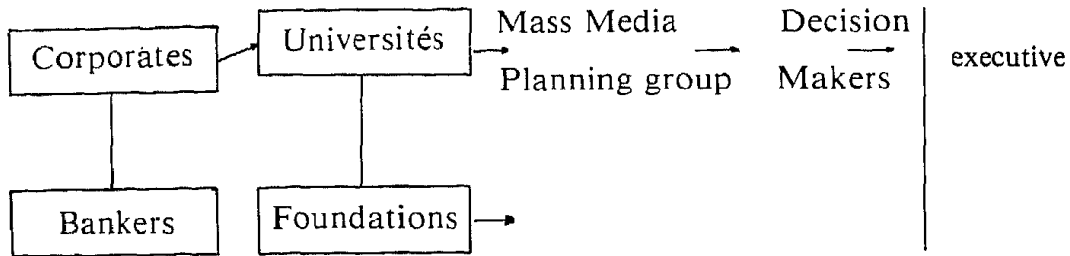 Corporates
Universités
Mass Media
Planning group
Decision
Makers
executive
Bankers
Foundations